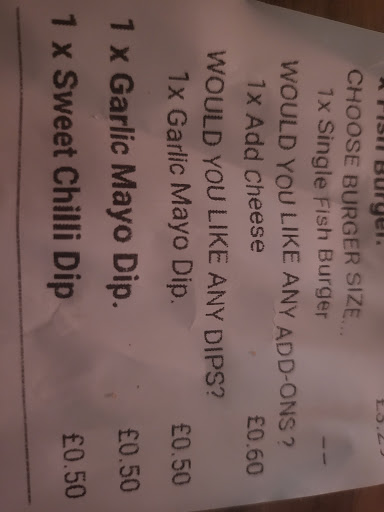 Fish Burger.
CHOOSE BURGER SIZE...
1x Single Fish Burger --
WOULD YOU LIKE ANY ADD-ONS?
1x Add cheese £0.60
WOULD YOU LIKE ANY DIPS?
1x Garlic Mayo Dip. £0.50
1 x Garlic Mayo Dip. £0.50
1 x Sweet Chilli Dip £0.50